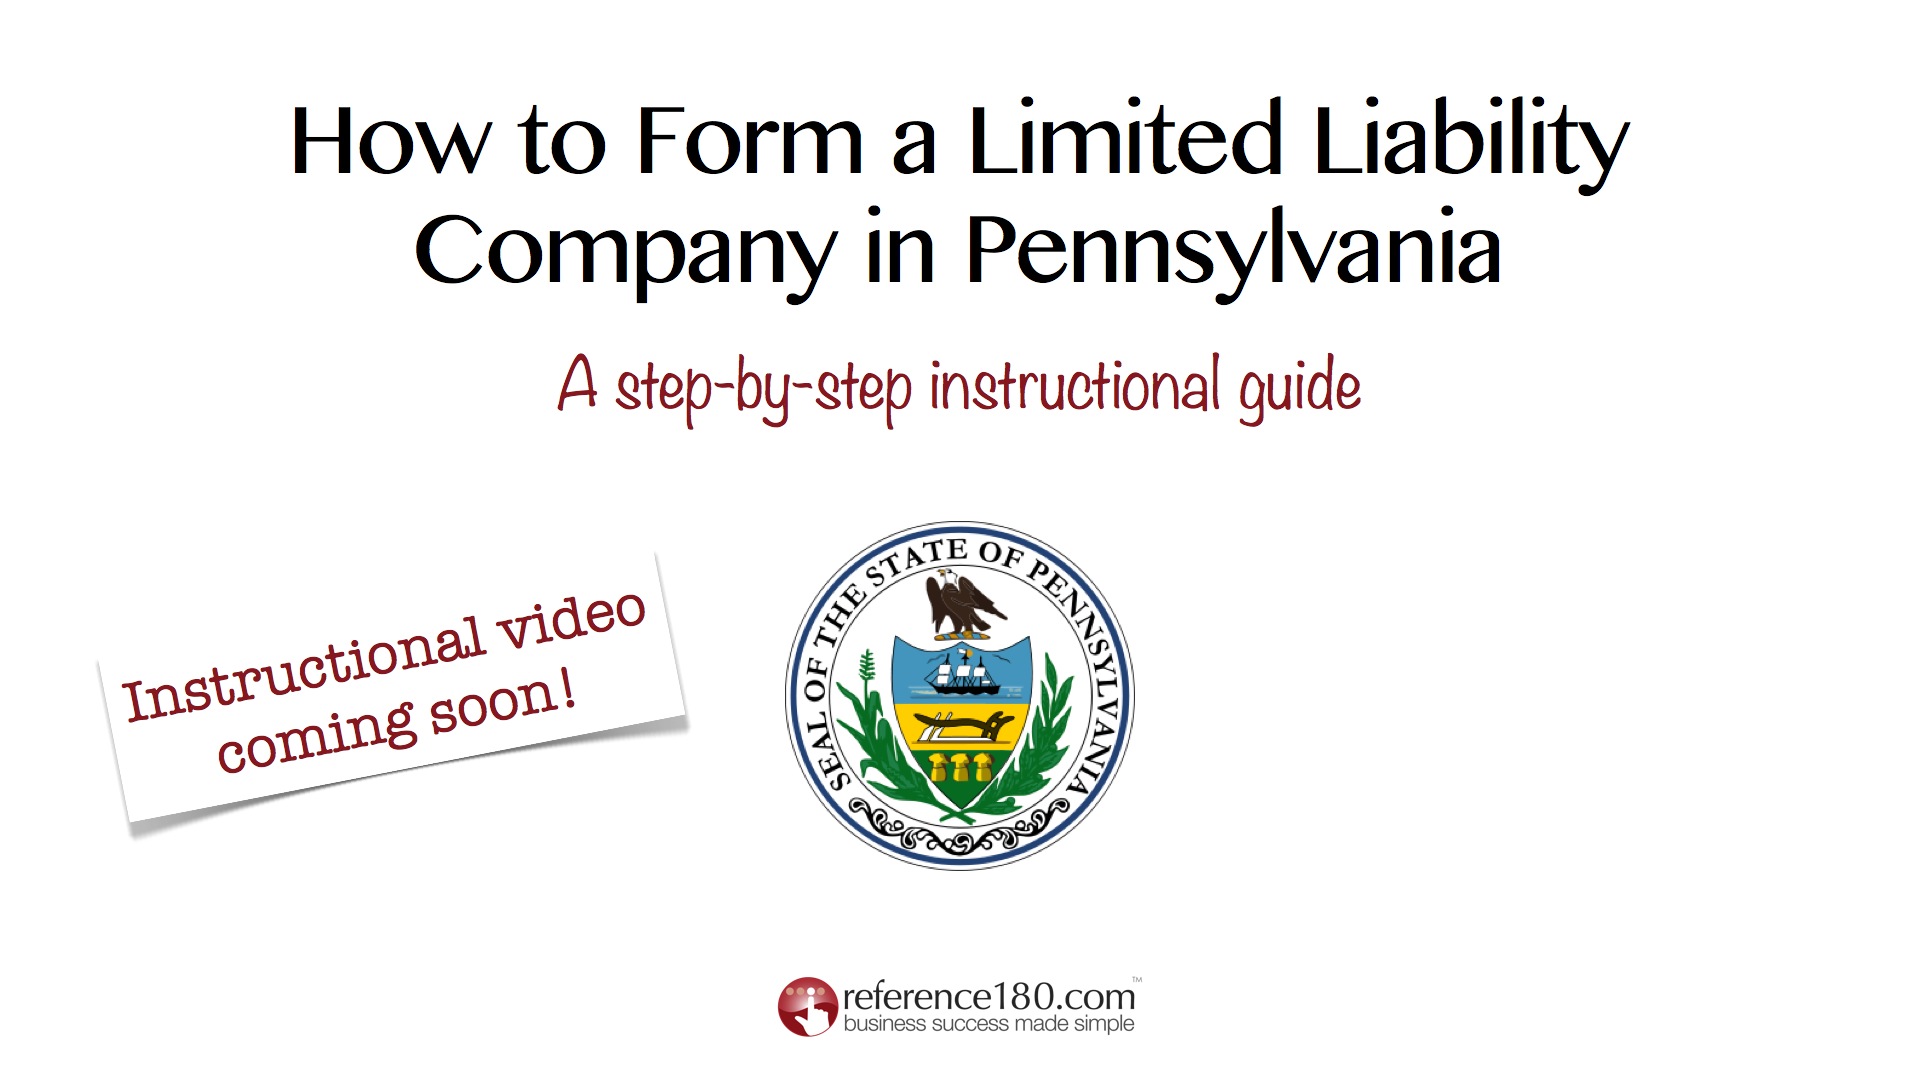 How to Form a Limited Liability
Company in Pennsylvania
A step-by-step instructional guide
Instructional video
coming soon!
SEAL OF THE STATE OF PENNSYLVANIA
reference180.com™
business success made simple